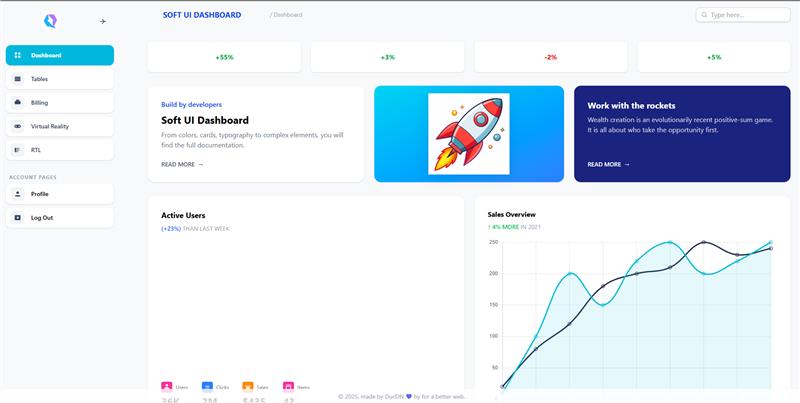 SOFT UI DASHBOARD / Dashboard
Type here...
Dashboard
Tables
Billing
Virtual Reality
RTL
ACCOUNT PAGES
Profile
Log Out
+55%
+3%
-2%
+5%
Build by developers
Soft UI Dashboard
From colors, cards, typography to complex elements, you will
find the full documentation.
READ MORE →
Work with the rockets
Wealth creation is an evolutionarily recent positive-sum game.
It is all about who take the opportunity first.
READ MORE →
Active Users
(+23%) THAN LAST WEEK
Users
Clicks
Sales
Items
Sales Overview
↑ 4% MORE IN 2021
250
200
150
100
50
© 2025, made by DucDN 💙 by for a better web.